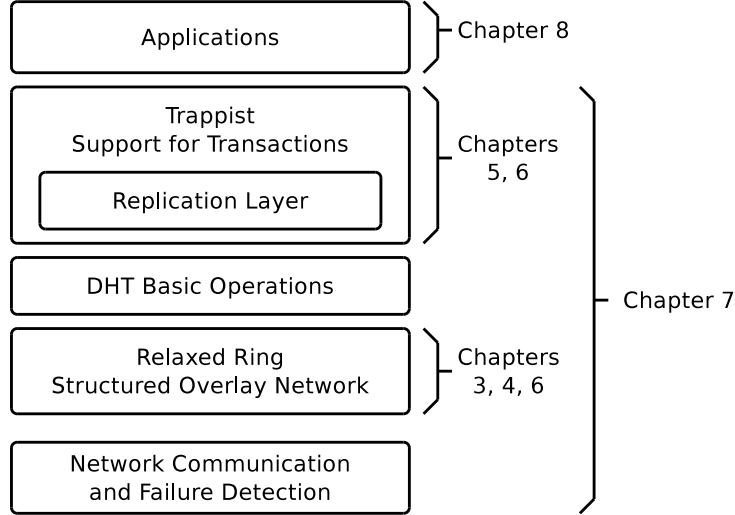 Applications
Chapter 8
Trappist
Support for Transactions
Replication Layer
Chapters
5, 6
DHT Basic Operations
Chapter 7
Relaxed Ring
Structured Overlay Network
Chapters
3, 4, 6
Network Communication
and Failure Detection